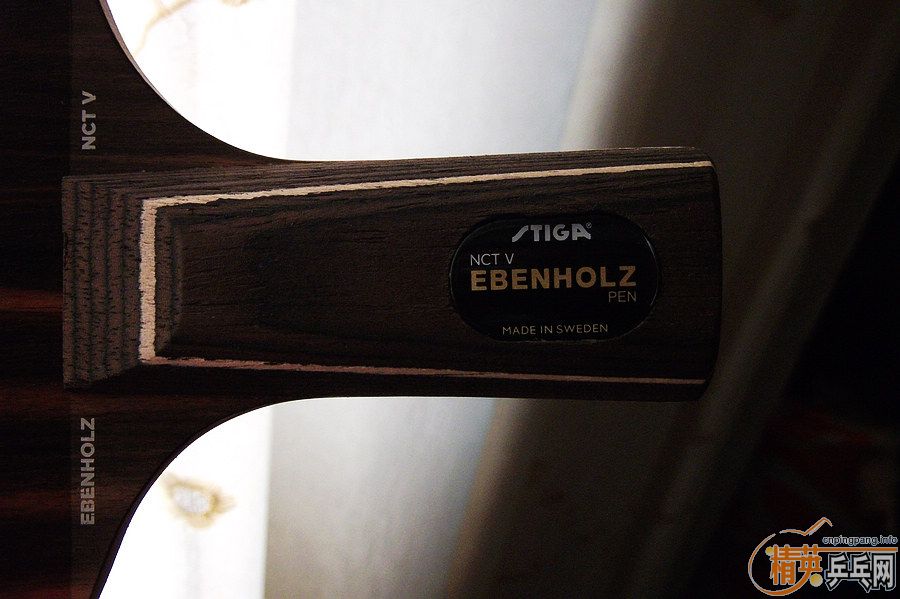 NCT V
EBENHOLZ
STIGA®
NCT V
EBENHOLZ
PEN
MADE IN SWEDEN
cnpingpang.info
精英乒乓网